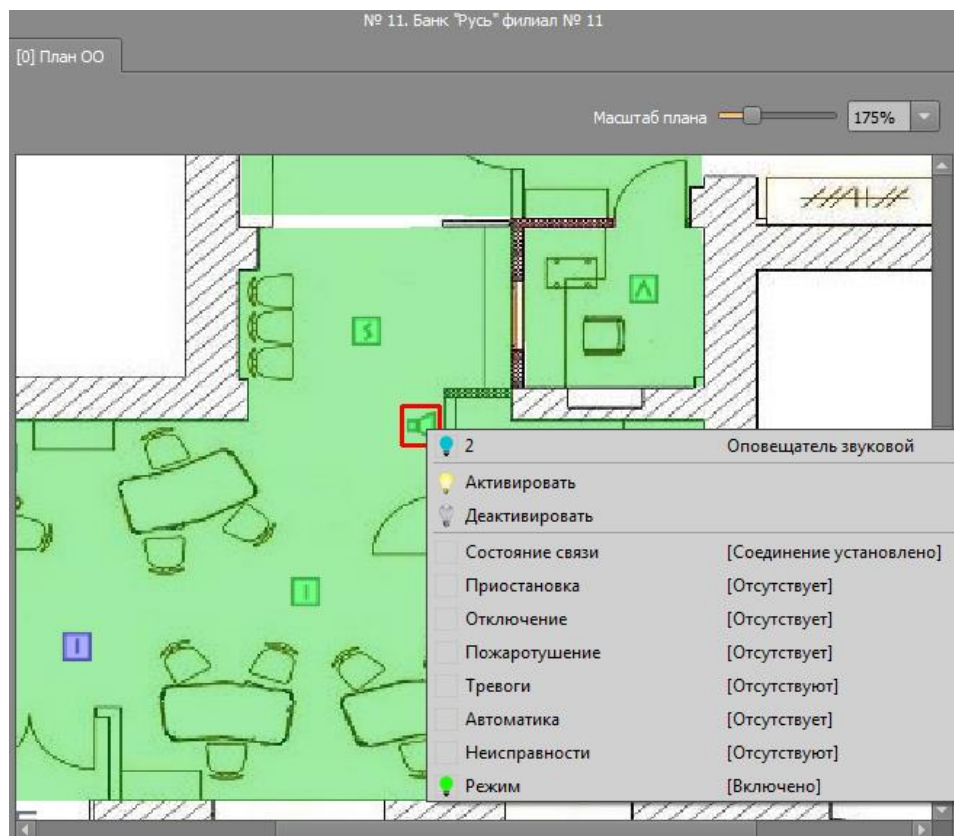 № 11. Банк "Русь" филиал № 11
[0] План ОО
Масштаб плана 175%
S
Λ
I
I
2 Оповещатель звуковой
Активировать
Деактивировать
Состояние связи [Соединение установлено]
Приостановка [Отсутствует]
Отключение [Отсутствует]
Пожаротушение [Отсутствует]
Тревоги [Отсутствуют]
Автоматика [Отсутствует]
Неисправности [Отсутствуют]
Режим [Включено]